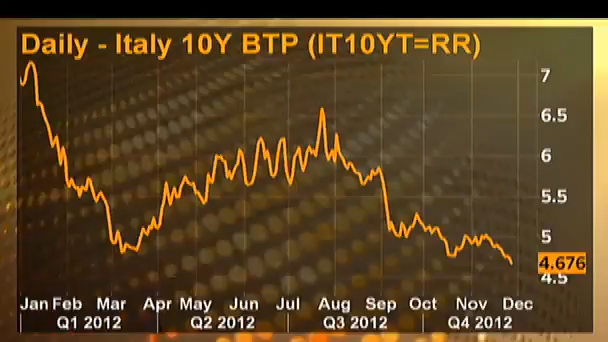 Daily - Italy 10Y BTP (IT10YT=RR)
7
6.5
6
5.5
5
4.676
4.5
Jan Feb Mar Apr May Jun Jul Aug Sep Oct Nov Dec
Q1 2012 Q2 2012 Q3 2012 Q4 2012